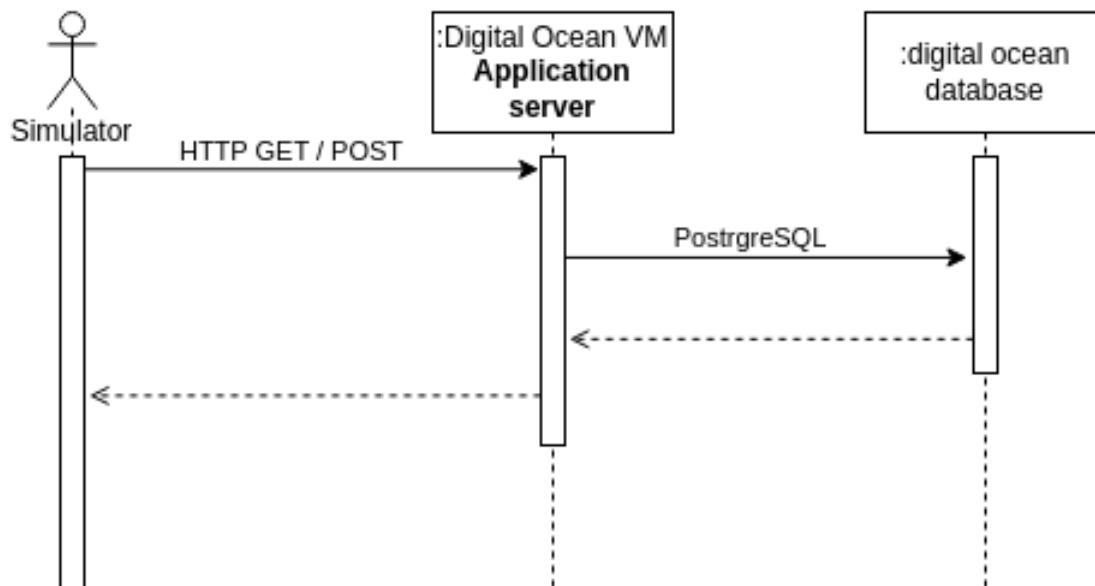 :Digital Ocean VM
Application
server
:digital ocean
database
Simulator
HTTP GET / POST
PostrgreSQL